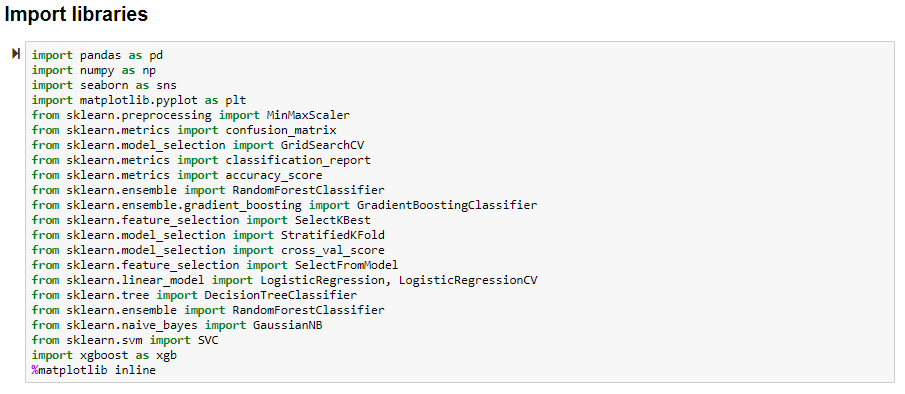 Import libraries
import pandas as pd
import numpy as np
import seaborn as sns
import matplotlib.pyplot as plt
from sklearn.preprocessing import MinMaxScaler
from sklearn.metrics import confusion_matrix
from sklearn.model_selection import GridSearchCV
from sklearn.metrics import classification_report
from sklearn.metrics import accuracy_score
from sklearn.ensemble import RandomForestClassifier
from sklearn.ensemble.gradient_boosting import GradientBoostingClassifier
from sklearn.feature_selection import SelectKBest
from sklearn.model_selection import StratifiedKFold
from sklearn.model_selection import cross_val_score
from sklearn.feature_selection import SelectFromModel
from sklearn.linear_model import LogisticRegression, LogisticRegressionCV
from sklearn.tree import DecisionTreeClassifier
from sklearn.ensemble import RandomForestClassifier
from sklearn.naive_bayes import GaussianNB
from sklearn.svm import SVC
import xgboost as xgb
%matplotlib inline